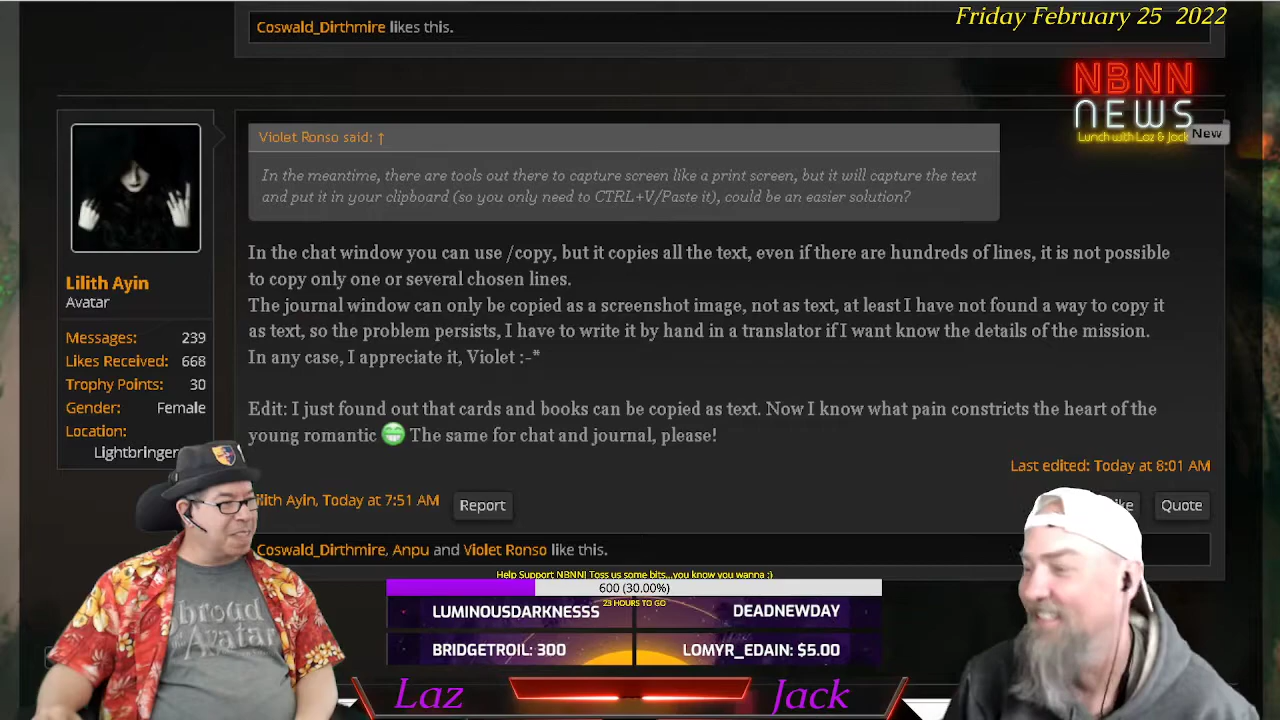 Friday February 25 2022
Coswald_Dirthmire likes this.
NBNN
NEWS
Lunch with Laz & Jack
New
Violet Ronso said: ↑
In the meantime, there are tools out there to capture screen like a print screen, but it will capture the text
and put it in your clipboard (so you only need to CTRL+V/Paste it), could be an easier solution?
In the chat window you can use /copy, but it copies all the text, even if there are hundreds of lines, it is not possible
to copy only one or several chosen lines.
The journal window can only be copied as a screenshot image, not as text, at least I have not found a way to copy it
as text, so the problem persists, I have to write it by hand in a translator if I want know the details of the mission.
In any case, I appreciate it, Violet :-*
Edit: I just found out that cards and books can be copied as text. Now I know what pain constricts the heart of the
young romantic 😁 The same for chat and journal, please!
Lilith Ayin
Avatar
Messages: 239
Likes Received: 668
Trophy Points: 30
Gender: Female
Location:
Lightbringer
Last edited: Today at 8:01 AM
ilith Ayin, Today at 7:51 AM
Report
ke
Quote
Coswald_Dirthmire, Anpu and Violet Ronso like this.
Help Support NBNN! Toss us some bits...you know you wanna :)
600 (30.00%)
23 HOURS TO GO
LUMINOUSDARKNESSS
DEADNEWDAY
BRIDGETROIL: 300
LOMYR_EDAIN: $5.00
broud
Avatar
Laz
Jack